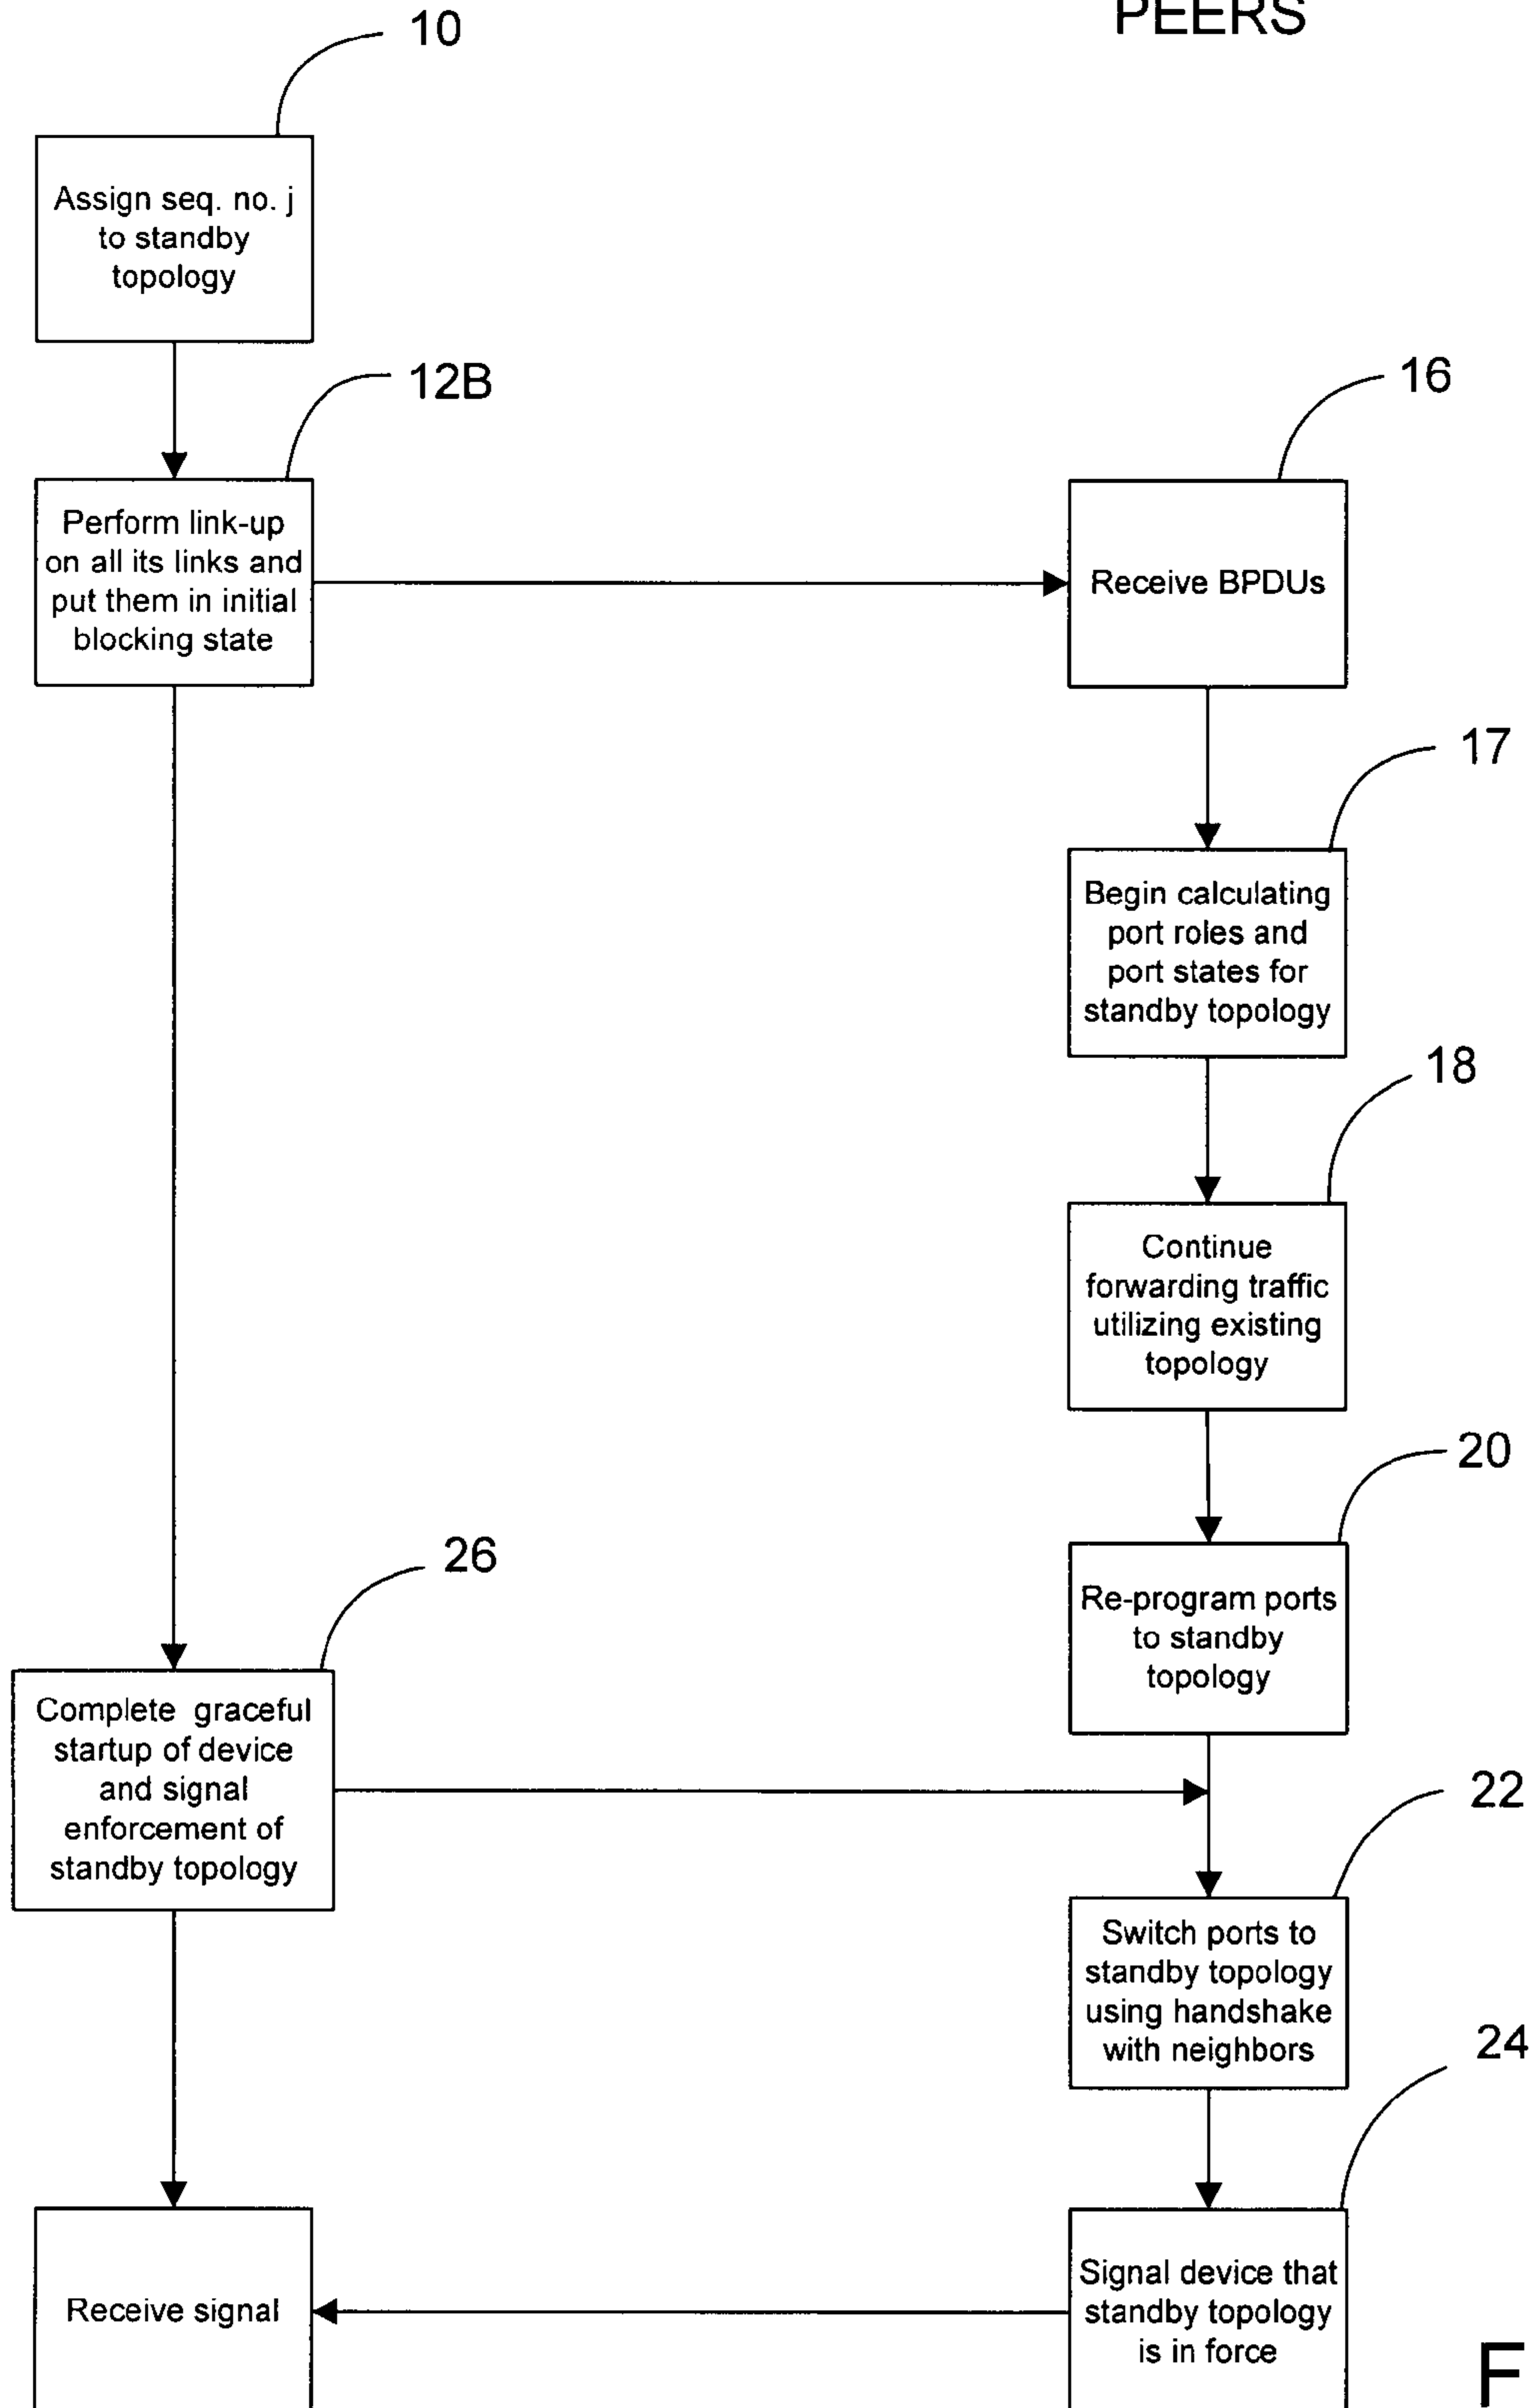 PEERS
10
Assign seq. no. j
to standby
topology
12B
Perform link-up
on all its links and
put them in initial
blocking state
16
Receive BPDUs
17
Begin calculating
port roles and
port states for
standby topology
18
Continue
forwarding traffic
utilizing existing
topology
20
Re-program ports
to standby
topology
26
Complete graceful
startup of device
and signal
enforcement of
standby topology
22
Switch ports to
standby topology
using handshake
with neighbors
24
Receive signal
Signal device that
standby topology
is in force
F